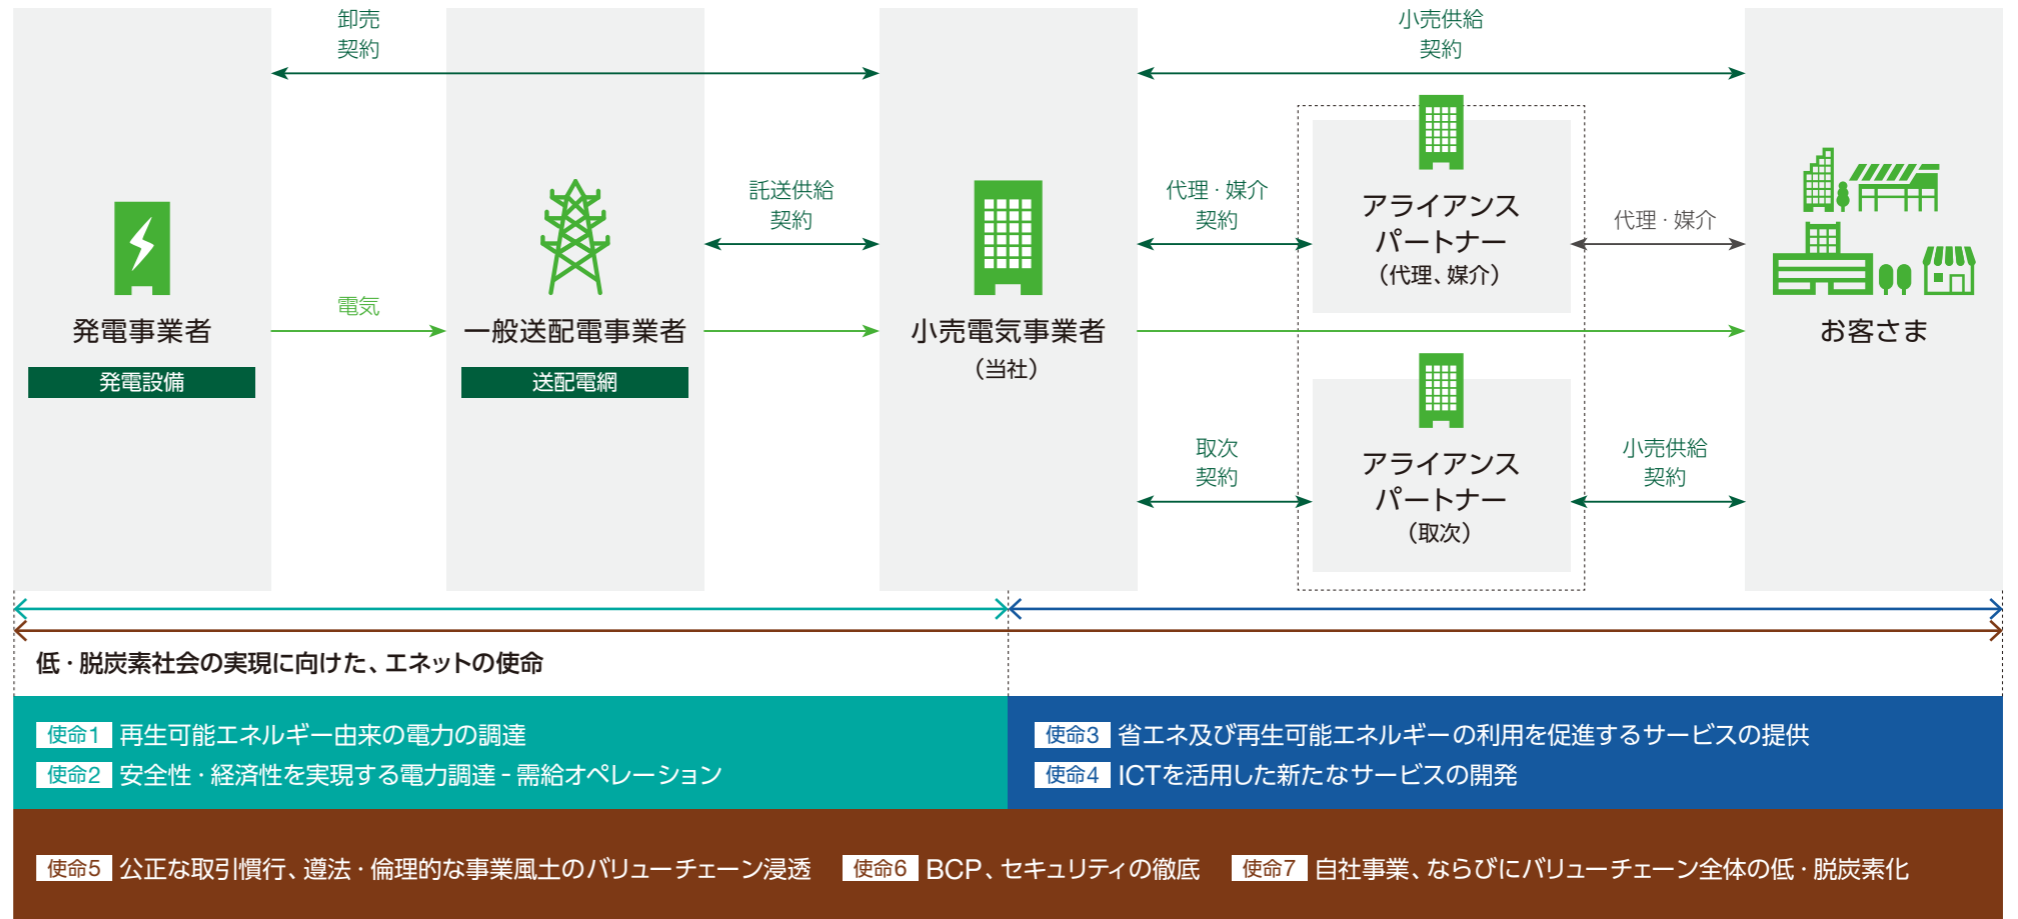 卸売
契約
小売供給
契約
託送供給
契約
代理・媒介
契約
アライアンス
パートナー
（代理、媒介）
代理・媒介
電気
発電事業者
発電設備
一般送配電事業者
送配電網
小売電気事業者
（当社）
お客さま
取次
契約
アライアンス
パートナー
（取次）
小売供給
契約
低・脱炭素社会の実現に向けた、エネットの使命
使命1 再生可能エネルギー由来の電力の調達
使命2 安全性・経済性を実現する電力調達 - 需給オペレーション
使命3 省エネ及び再生可能エネルギーの利用を促進するサービスの提供
使命4 ICTを活用した新たなサービスの開発
使命5 公正な取引慣行、遵法・倫理的な事業風土のバリューチェーン浸透 使命6 BCP、セキュリティの徹底 使命7 自社事業、ならびにバリューチェーン全体の低・脱炭素化